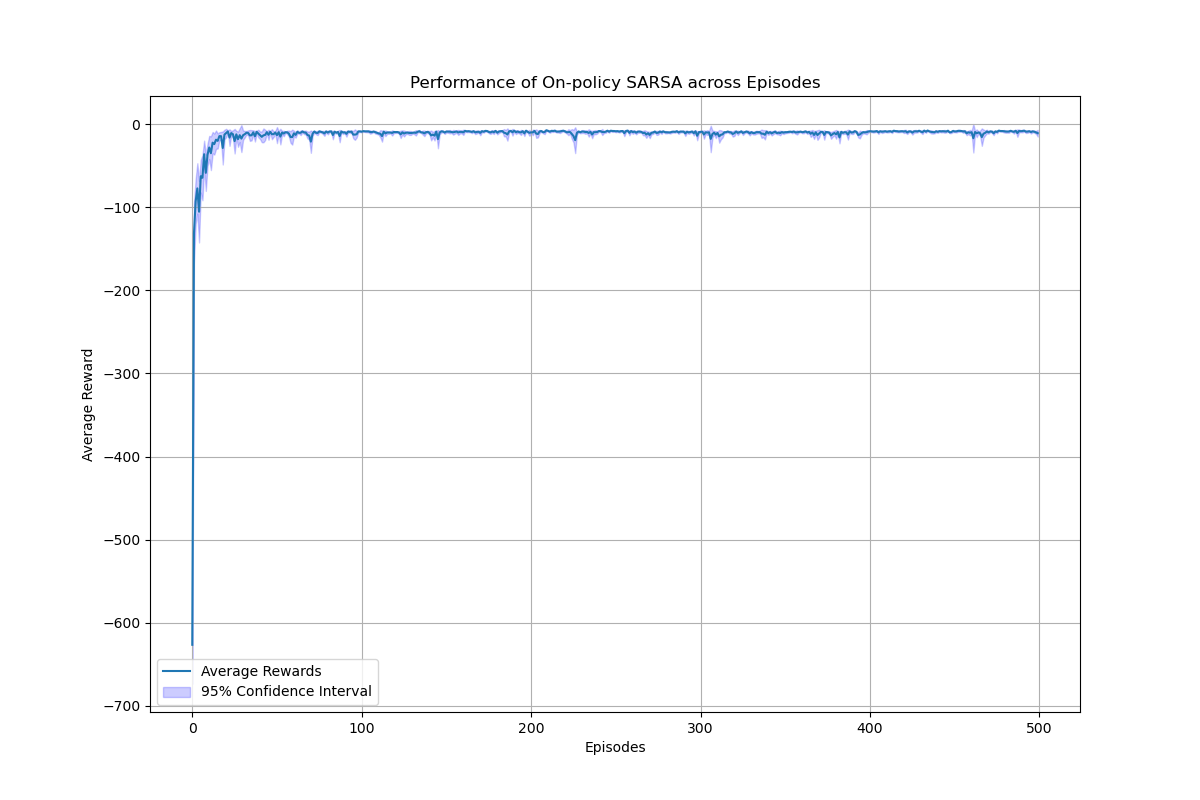 Performance of On-policy SARSA across Episodes
0
−100
−200
−300
−400
−500
−600
−700
Average Reward
Average Rewards
95% Confidence Interval
0
100
200
300
400
500
Episodes